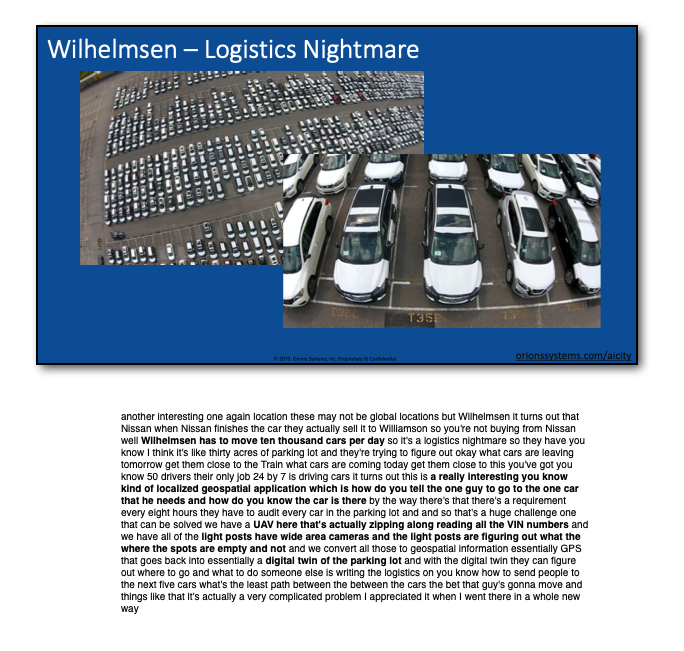 Wilhelmsen – Logistics Nightmare
T35S
orionssystems.com/aicity
another interesting one again location these may not be global locations but Wilhelmsen it turns out that
Nissan when Nissan finishes the car they actually sell it to Williamson so you're not buying from Nissan
well Wilhelmsen has to move ten thousand cars per day so it's a logistics nightmare so they have you
know I think it's like thirty acres of parking lot and they're trying to figure out okay what cars are leaving
tomorrow get them close to the Train what cars are coming today get them close to this you've got you
know 50 drivers their only job 24 by 7 is driving cars it turns out this is a really interesting you know
kind of localized geospatial application which is how do you tell the one guy to go to the one car
that he needs and how do you know the car is there by the way there's that there's a requirement
every eight hours they have to audit every car in the parking lot and and so that's a huge challenge one
that can be solved we have a UAV here that's actually zipping along reading all the VIN numbers and
we have all of the light posts have wide area cameras and the light posts are figuring out what the
where the spots are empty and not and we convert all those to geospatial information essentially GPS
that goes back into essentially a digital twin of the parking lot and with the digital twin they can figure
out where to go and what to do someone else is writing the logistics on you know how to send people to
the next five cars what's the least path between the between the cars the bet that guy's gonna move and
things like that it's actually a very complicated problem I appreciated it when I went there in a whole new
way